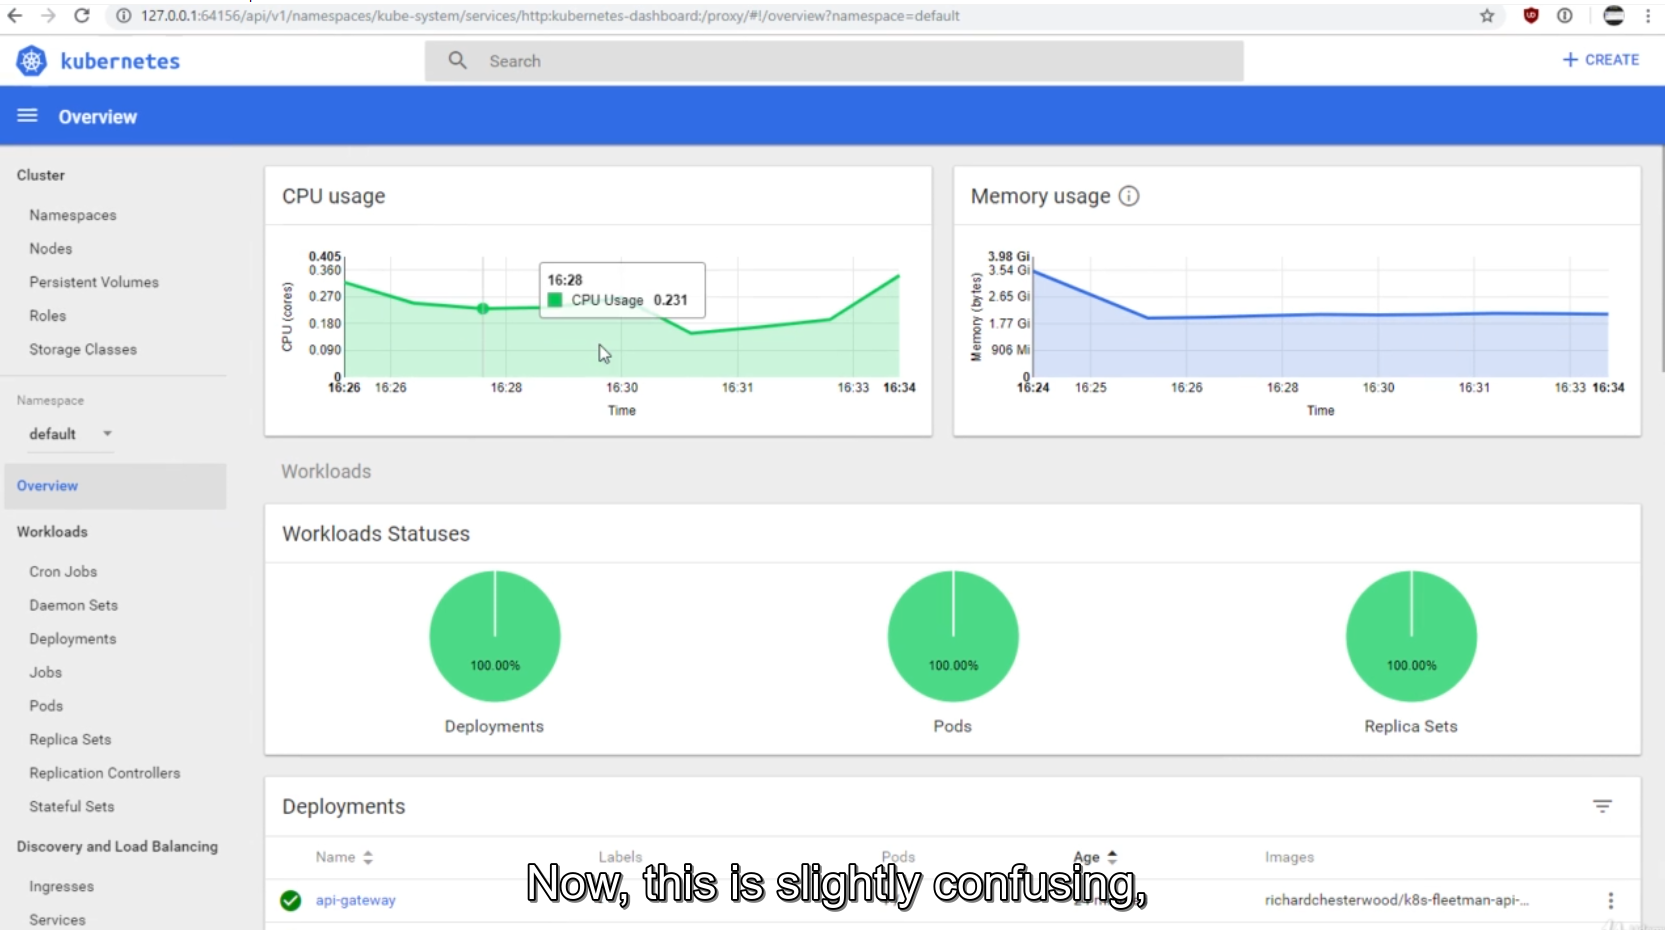 127.0.0.1:64156/api/v1/namespaces/kube-system/services/http:kubernetes-dashboard:/proxy/#!/overview?namespace=default
kubernetes
Search
+ CREATE
Overview
Cluster
Namespaces
Nodes
Persistent Volumes
Roles
Storage Classes
Namespace
default
Overview
Workloads
Cron Jobs
Daemon Sets
Deployments
Jobs
Pods
Replica Sets
Replication Controllers
Stateful Sets
Discovery and Load Balancing
Ingresses
Services
CPU usage
CPU (cores)
0.405
0.360
0.270
0.180
0.090
0
16:28
CPU Usage 0.231
16:26 16:26 16:28 16:30 16:31 16:33 16:34
Time
Memory usage
Memory (bytes)
3.98 Gi
3.54 Gi
2.65 Gi
1.77 Gi
906 Mi
0
16:24 16:25 16:26 16:28 16:30 16:31 16:33 16:34
Time
Workloads
Workloads Statuses
100.00% 100.00% 100.00%
Deployments Pods Replica Sets
Deployments
Name Labels Pods Age Images
api-gateway richardchesterwood/k8s-fleetman-api-...
Now, this is slightly confusing,